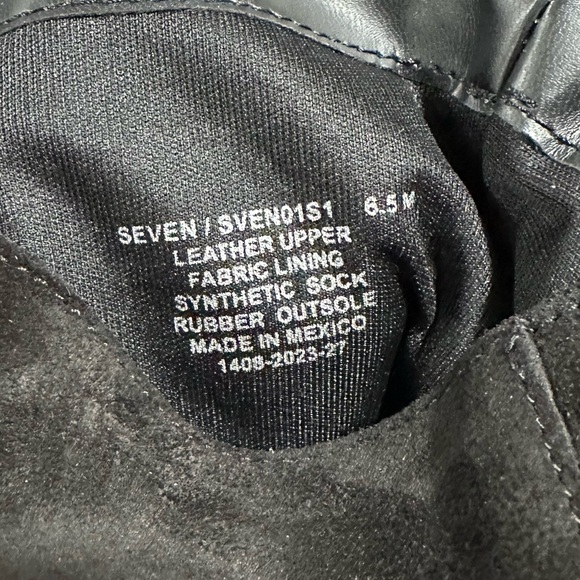 SEVEN / SVEN01S1 6.5 M
LEATHER UPPER
FABRIC LINING
SYNTHETIC SOCK
RUBBER OUTSOLE
MADE IN MEXICO
1408-2023-27